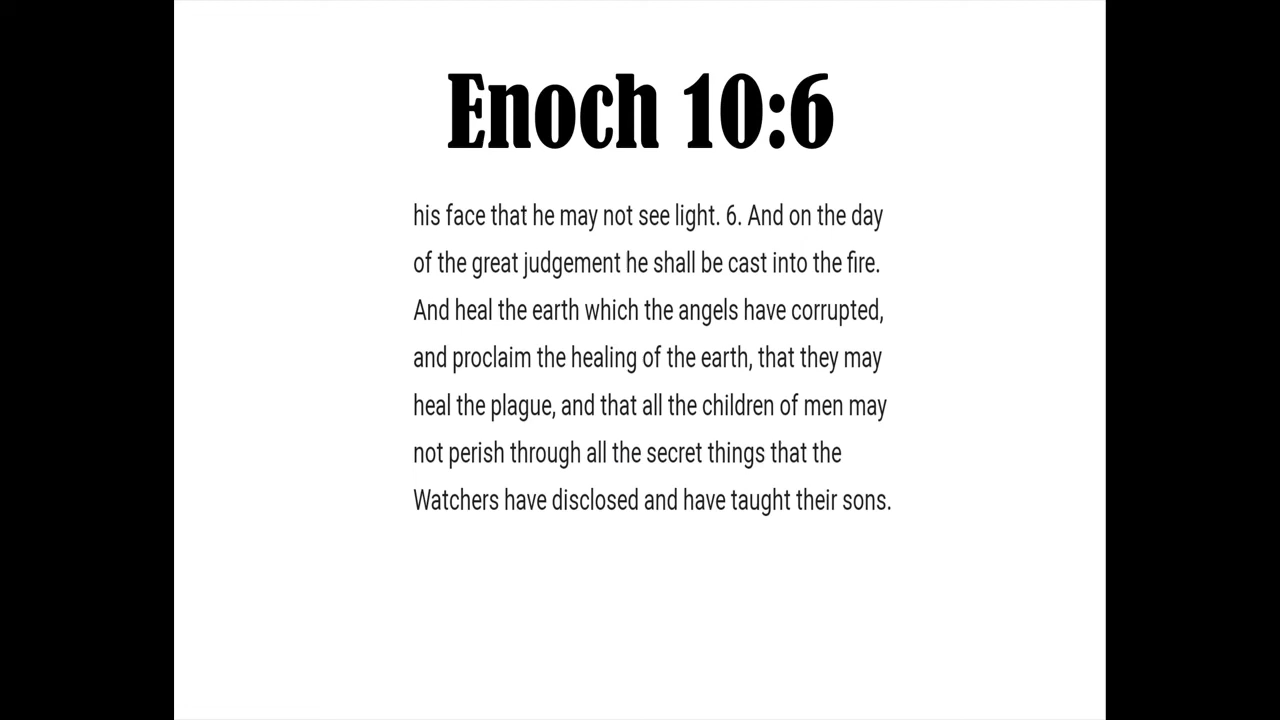 Enoch 10:6
his face that he may not see light. 6. And on the day
of the great judgement he shall be cast into the fire.
And heal the earth which the angels have corrupted,
and proclaim the healing of the earth, that they may
heal the plague, and that all the children of men may
not perish through all the secret things that the
Watchers have disclosed and have taught their sons.